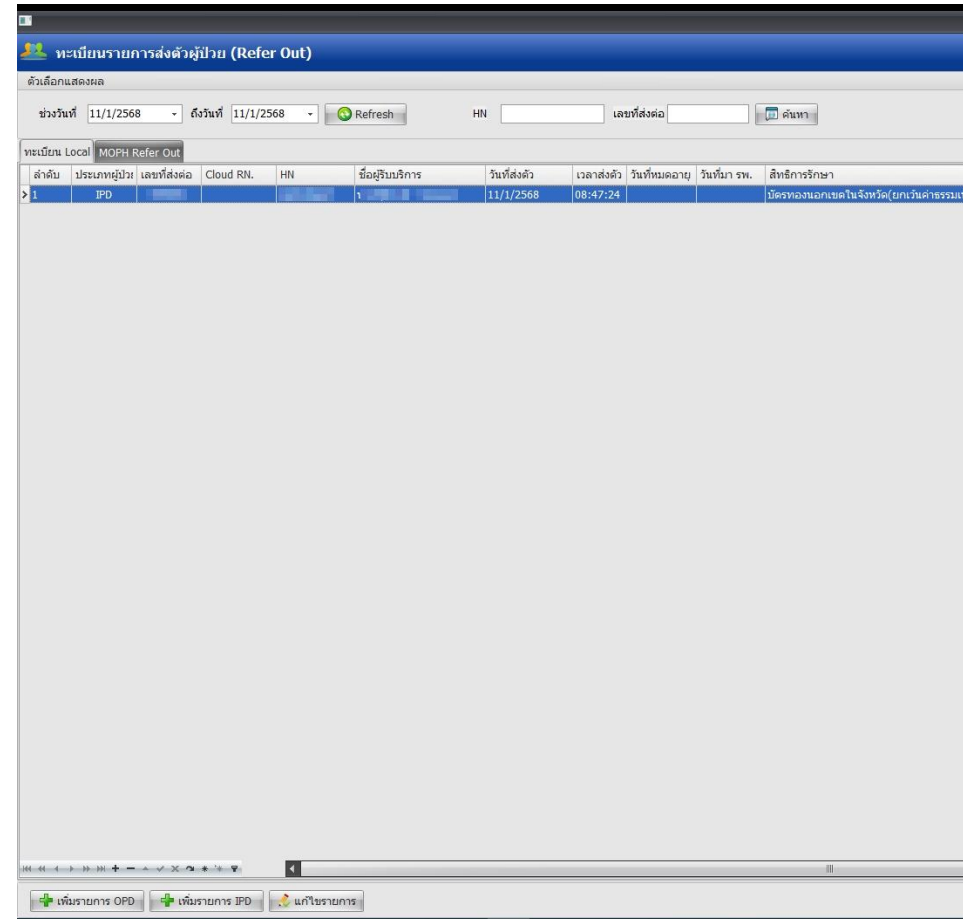 ทะเบียนรายการส่งตัวผู้ป่วย (Refer Out)
ตัวเลือกแสดงผล
ช่วงวันที่ 11/1/2568 ถึงวันที่ 11/1/2568 Refresh HN เลขที่ส่งต่อ ค้นหา
ทะเบียน Local MOPH Refer Out
ลำดับ ประเภทผู้ป่วย เลขที่ส่งต่อ Cloud RN. HN ชื่อผู้รับบริการ วันที่ส่งตัว เวลาส่งตัว วันที่หมดอายุ วันที่มา รพ. สิทธิการรักษา
1 IPD 11/1/2568 08:47:24 บัตรทองนอกเขตในจังหวัด(ยกเว้นค่าธรรมเ
เพิ่มรายการ OPD เพิ่มรายการ IPD แก้ไขรายการ